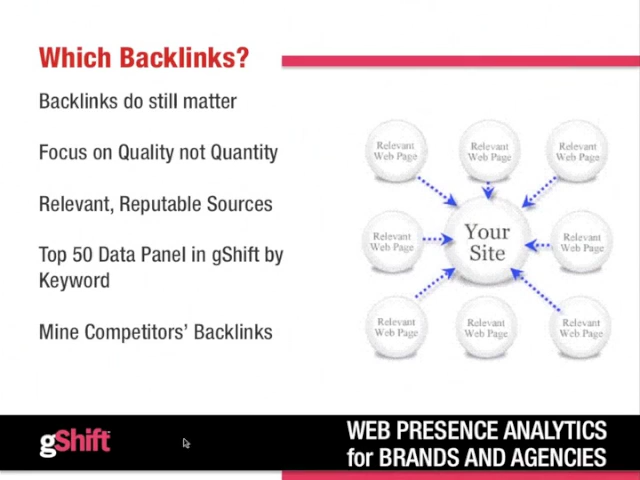 Which Backlinks?
Backlinks do still matter
Focus on Quality not Quantity
Relevant, Reputable Sources
Top 50 Data Panel in gShift by
Keyword
Mine Competitors' Backlinks
Relevant
Web Page
Relevant
Web Page
Relevant
Web Page
Relevant
Web Page
Your
Site
Relevant
Web Page
Relevant
Web Page
Relevant
Web Page
Relevant
Web Page
gShift
WEB PRESENCE ANALYTICS
for BRANDS AND AGENCIES